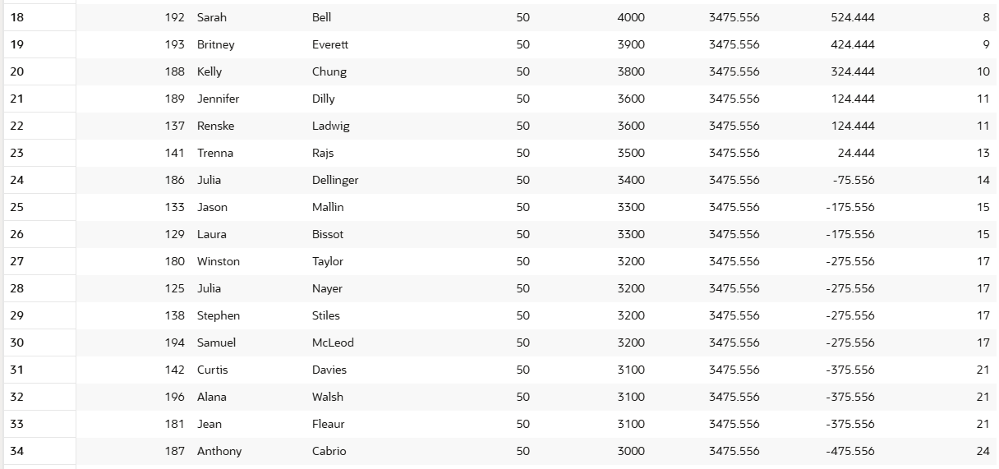 18 192 Sarah Bell 50 4000 3475.556 524.444 8
19 193 Britney Everett 50 3900 3475.556 424.444 9
20 188 Kelly Chung 50 3800 3475.556 324.444 10
21 189 Jennifer Dilly 50 3600 3475.556 124.444 11
22 137 Renske Ladwig 50 3600 3475.556 124.444 11
23 141 Trenna Rajs 50 3500 3475.556 24.444 13
24 186 Julia Dellinger 50 3400 3475.556 -75.556 14
25 133 Jason Mallin 50 3300 3475.556 -175.556 15
26 129 Laura Bissot 50 3300 3475.556 -175.556 15
27 180 Winston Taylor 50 3200 3475.556 -275.556 17
28 125 Julia Nayer 50 3200 3475.556 -275.556 17
29 138 Stephen Stiles 50 3200 3475.556 -275.556 17
30 194 Samuel McLeod 50 3200 3475.556 -275.556 17
31 142 Curtis Davies 50 3100 3475.556 -375.556 21
32 196 Alana Walsh 50 3100 3475.556 -375.556 21
33 181 Jean Fleaur 50 3100 3475.556 -375.556 21
34 187 Anthony Cabrio 50 3000 3475.556 -475.556 24